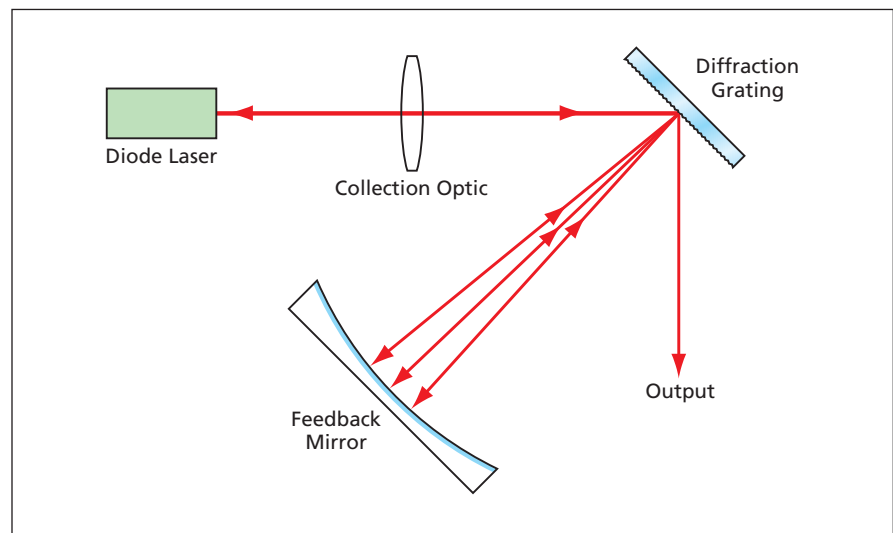 Diffraction
Grating
Diode Laser
Collection Optic
Output
Feedback
Mirror